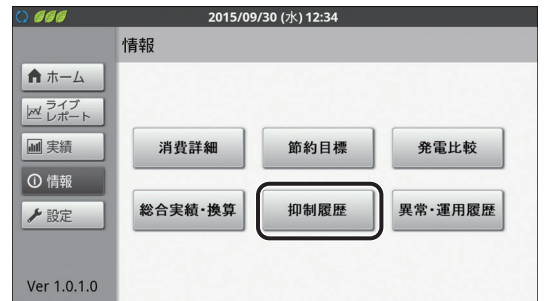 2015/09/30 (水) 12:34
情報
ホーム
ライブ
レポート
実績
情報
設定
消費詳細
節約目標
発電比較
総合実績・換算
抑制履歴
異常・運用履歴
Ver 1.0.1.0